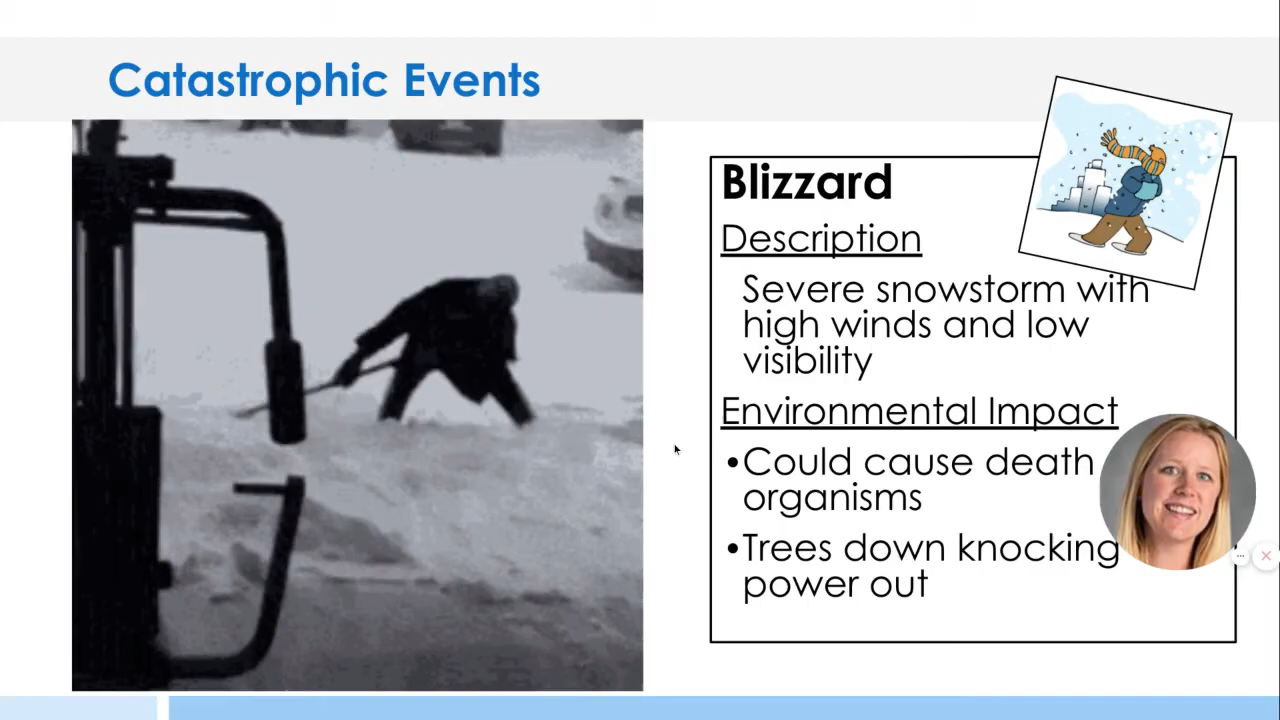 Catastrophic Events
Blizzard
Description
Severe snowstorm with
high winds and low
visibility
Environmental Impact
•Could cause death
organisms
•Trees down knocking
power out